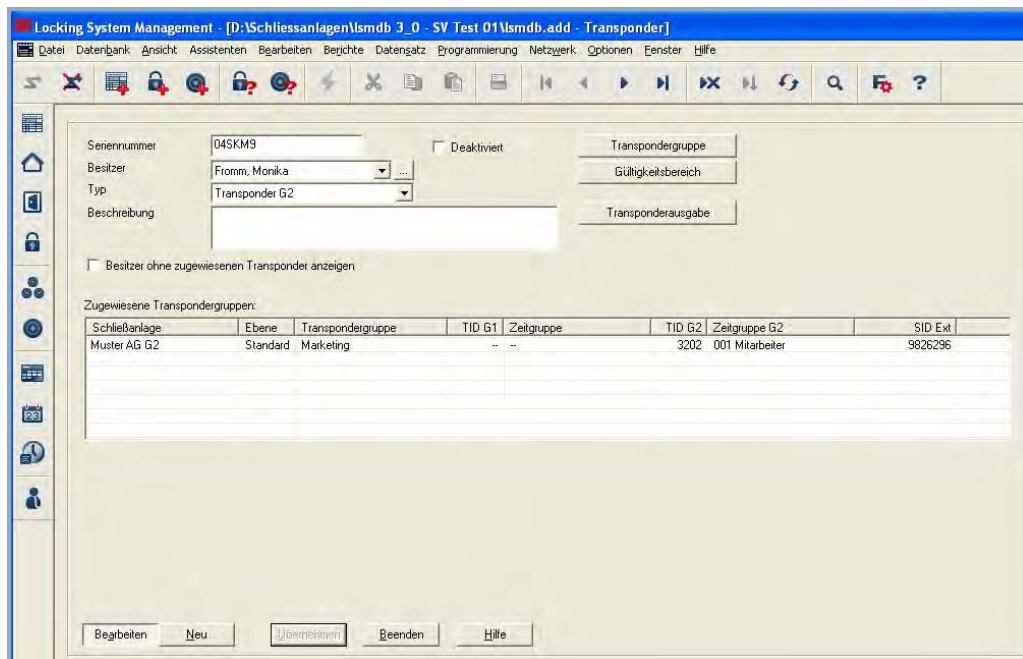 Locking System Management - [D:\Schliessanlagen\lsmdb 3_0 - SV Test 01\lsmdb.add - Transponder]
Datei Datenbank Ansicht Assistenten Bearbeiten Berichte Datensatz Programmierung Netzwerk Optionen Fenster Hilfe
Seriennummer 04SKM9 Deaktiviert Transpondergruppe
Besitzer Fromm, Monika ... Gültigkeitsbereich
Typ Transponder G2
Beschreibung Transponderausgabe
Besitzer ohne zugewiesenen Transponder anzeigen
Zugewiesene Transpondergruppen:
Schließanlage Ebene Transpondergruppe TID G1 Zeitgruppe TID G2 Zeitgruppe G2 SID Ext
Muster AG G2 Standard Marketing -- -- 3202 001 Mitarbeiter 9826296
Bearbeiten Neu Übernehmen Beenden Hilfe